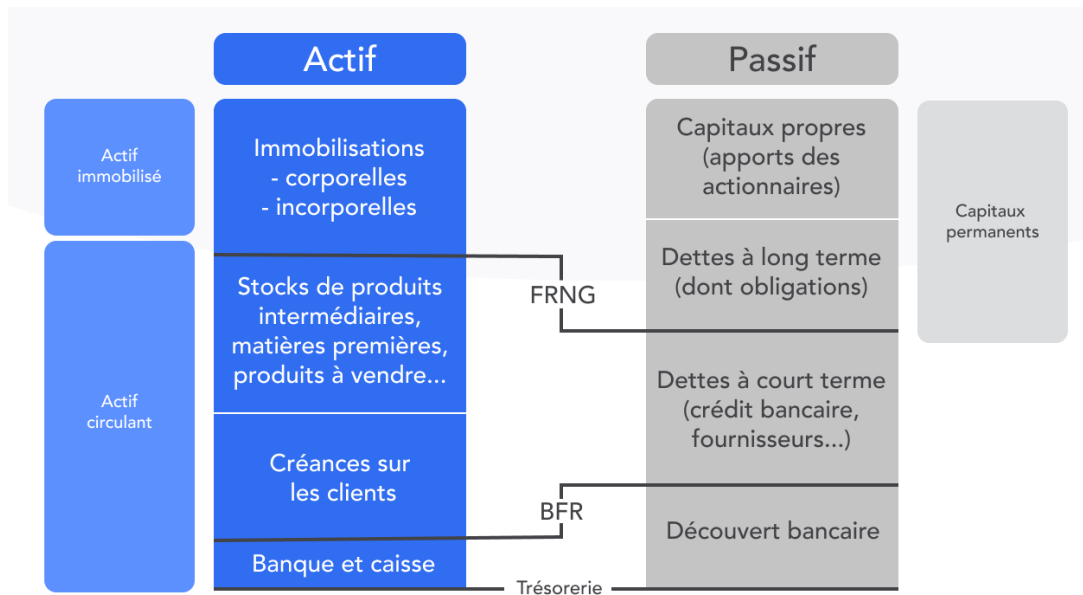 Actif
Passif
Actif
immobilisé
Immobilisations
- corporelles
- incorporelles
Capitaux propres
(apports des
actionnaires)
Capitaux
permanents
Dettes à long terme
(dont obligations)
FRNG
Stocks de produits
intermédiaires,
matières premières,
produits à vendre...
Actif
circulant
Dettes à court terme
(crédit bancaire,
fournisseurs...)
Créances sur
les clients
BFR
Découvert bancaire
Banque et caisse
Trésorerie